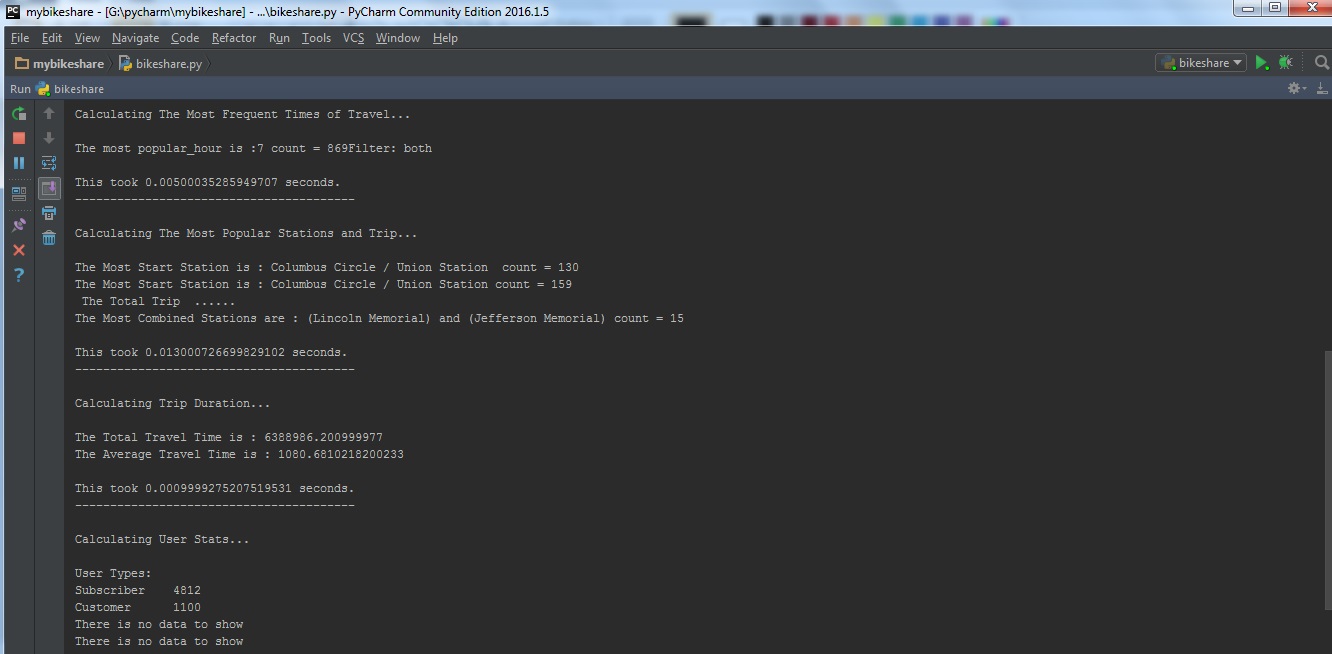 mybikeshare - [G:\pycharm\mybikeshare] - ...\bikeshare.py - PyCharm Community Edition 2016.1.5
File Edit View Navigate Code Refactor Run Tools VCS Window Help
mybikeshare bikeshare.py bikeshare
Run bikeshare
Calculating The Most Frequent Times of Travel...
The most popular_hour is :7 count = 869Filter: both
This took 0.00500035285949707 seconds.
----------------------------------------
Calculating The Most Popular Stations and Trip...
The Most Start Station is : Columbus Circle / Union Station  count = 130
The Most Start Station is : Columbus Circle / Union Station count = 159
The Total Trip  ......
The Most Combined Stations are : (Lincoln Memorial) and (Jefferson Memorial) count = 15
This took 0.013000726699829102 seconds.
----------------------------------------
Calculating Trip Duration...
The Total Travel Time is : 6388986.200999977
The Average Travel Time is : 1080.6810218200233
This took 0.0009999275207519531 seconds.
----------------------------------------
Calculating User Stats...
User Types:
Subscriber    4812
Customer      1100
There is no data to show
There is no data to show